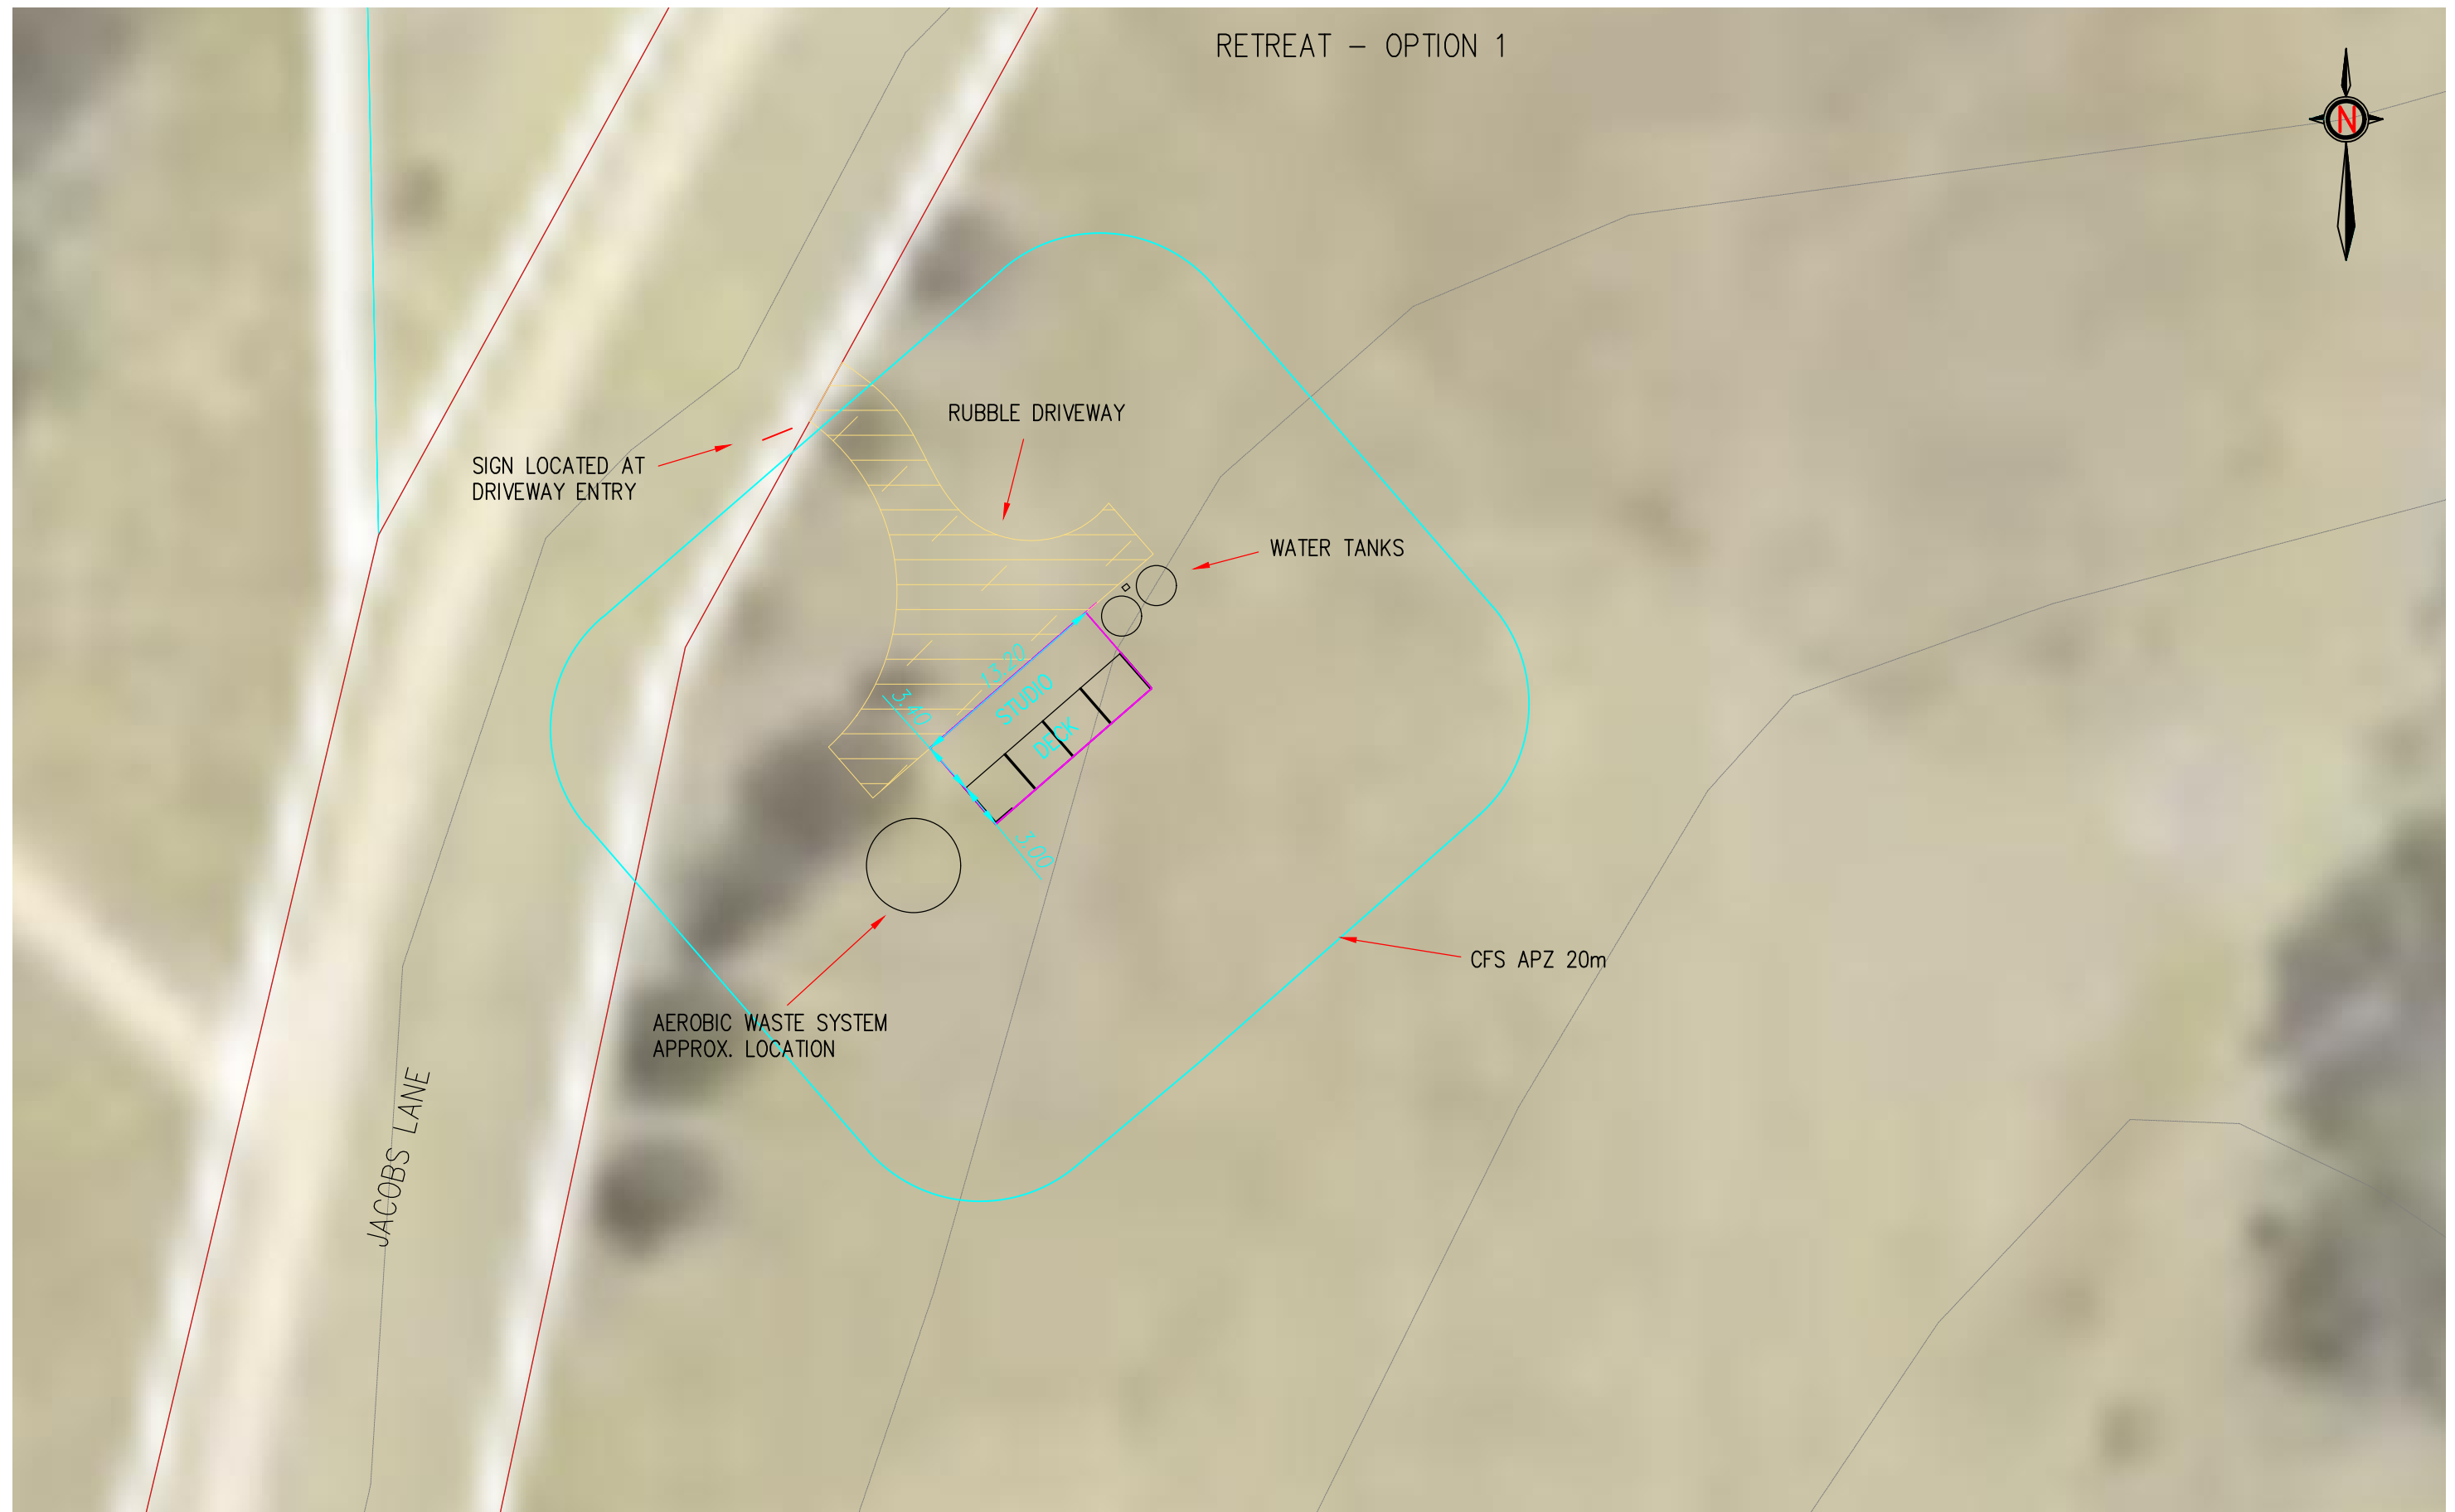 RETREAT - OPTION 1
N
RUBBLE DRIVEWAY
SIGN LOCATED AT
DRIVEWAY ENTRY
WATER TANKS
13.20
STUDIO
3.40
DECK
3.00
CFS APZ 20m
AEROBIC WASTE SYSTEM
APPROX. LOCATION
JACOBS LANE